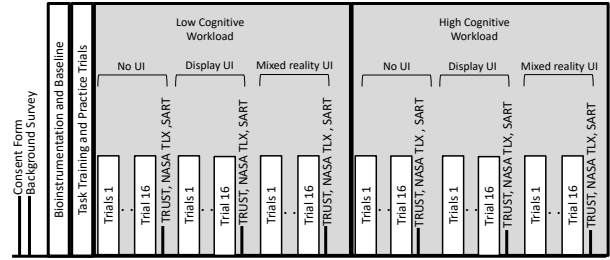 Consent Form
Background Survey
Bioinstrumentation and Baseline
Task Training and Practice Trials
Low Cognitive
Workload
No UI
Display UI
Mixed reality UI
Trials 1
. .
Trial 16
TRUST, NASA TLX ,SART
Trials 1
. .
Trial 16
TRUST, NASA TLX, SART
Trials 1
. .
Trial 16
TRUST, NASA TLX , SART
High Cognitive
Workload
No UI
Display UI
Mixed reality UI
Trials 1
. .
Trial 16
TRUST, NASA TLX , SART
Trials 1
. .
Trial 16
TRUST, NASA TLX, SART
Trials 1
. .
Trial 16
TRUST, NASA TLX, SART